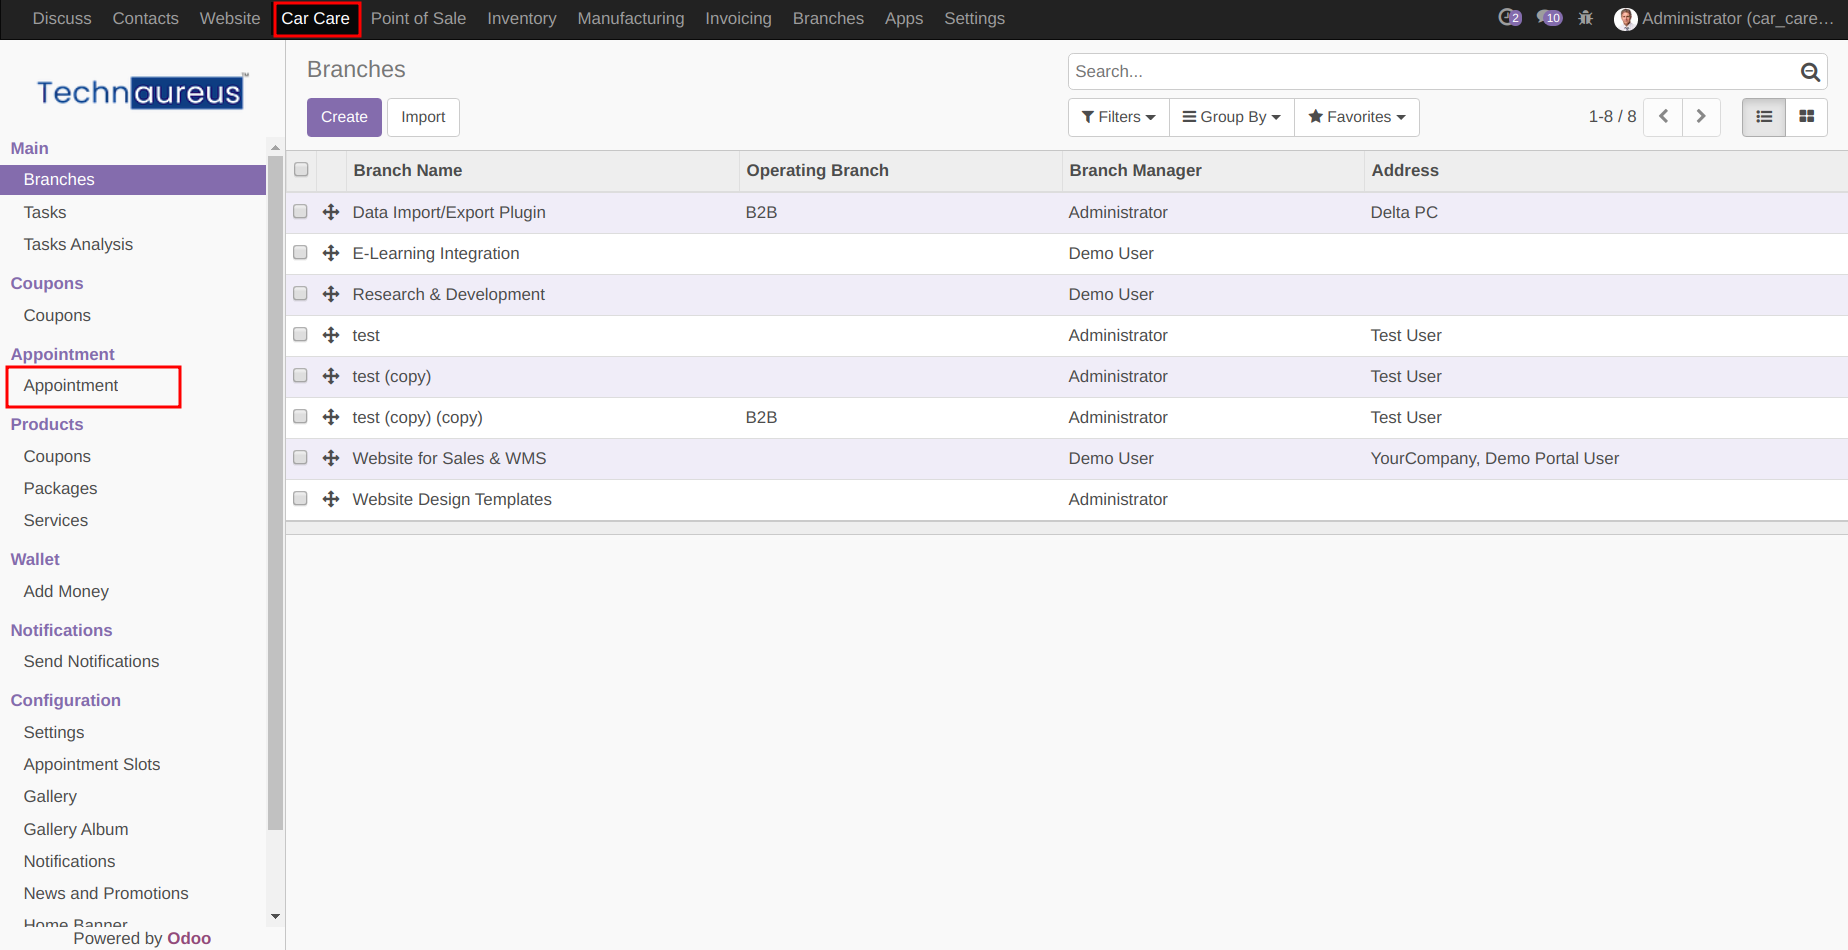 Discuss Contacts Website Car Care Point of Sale Inventory Manufacturing Invoicing Branches Apps Settings 2 10 Administrator (car_care...
Technaureus™
Main
Branches
Tasks
Tasks Analysis
Coupons
Coupons
Appointment
Appointment
Products
Coupons
Packages
Services
Wallet
Add Money
Notifications
Send Notifications
Configuration
Settings
Appointment Slots
Gallery
Gallery Album
Notifications
News and Promotions
Home Banner
Powered by Odoo
Branches
Search...
Create Import Filters Group By Favorites 1-8 / 8
Branch Name Operating Branch Branch Manager Address
Data Import/Export Plugin B2B Administrator Delta PC
E-Learning Integration Demo User
Research & Development Demo User
test Administrator Test User
test (copy) Administrator Test User
test (copy) (copy) B2B Administrator Test User
Website for Sales & WMS Demo User YourCompany, Demo Portal User
Website Design Templates Administrator